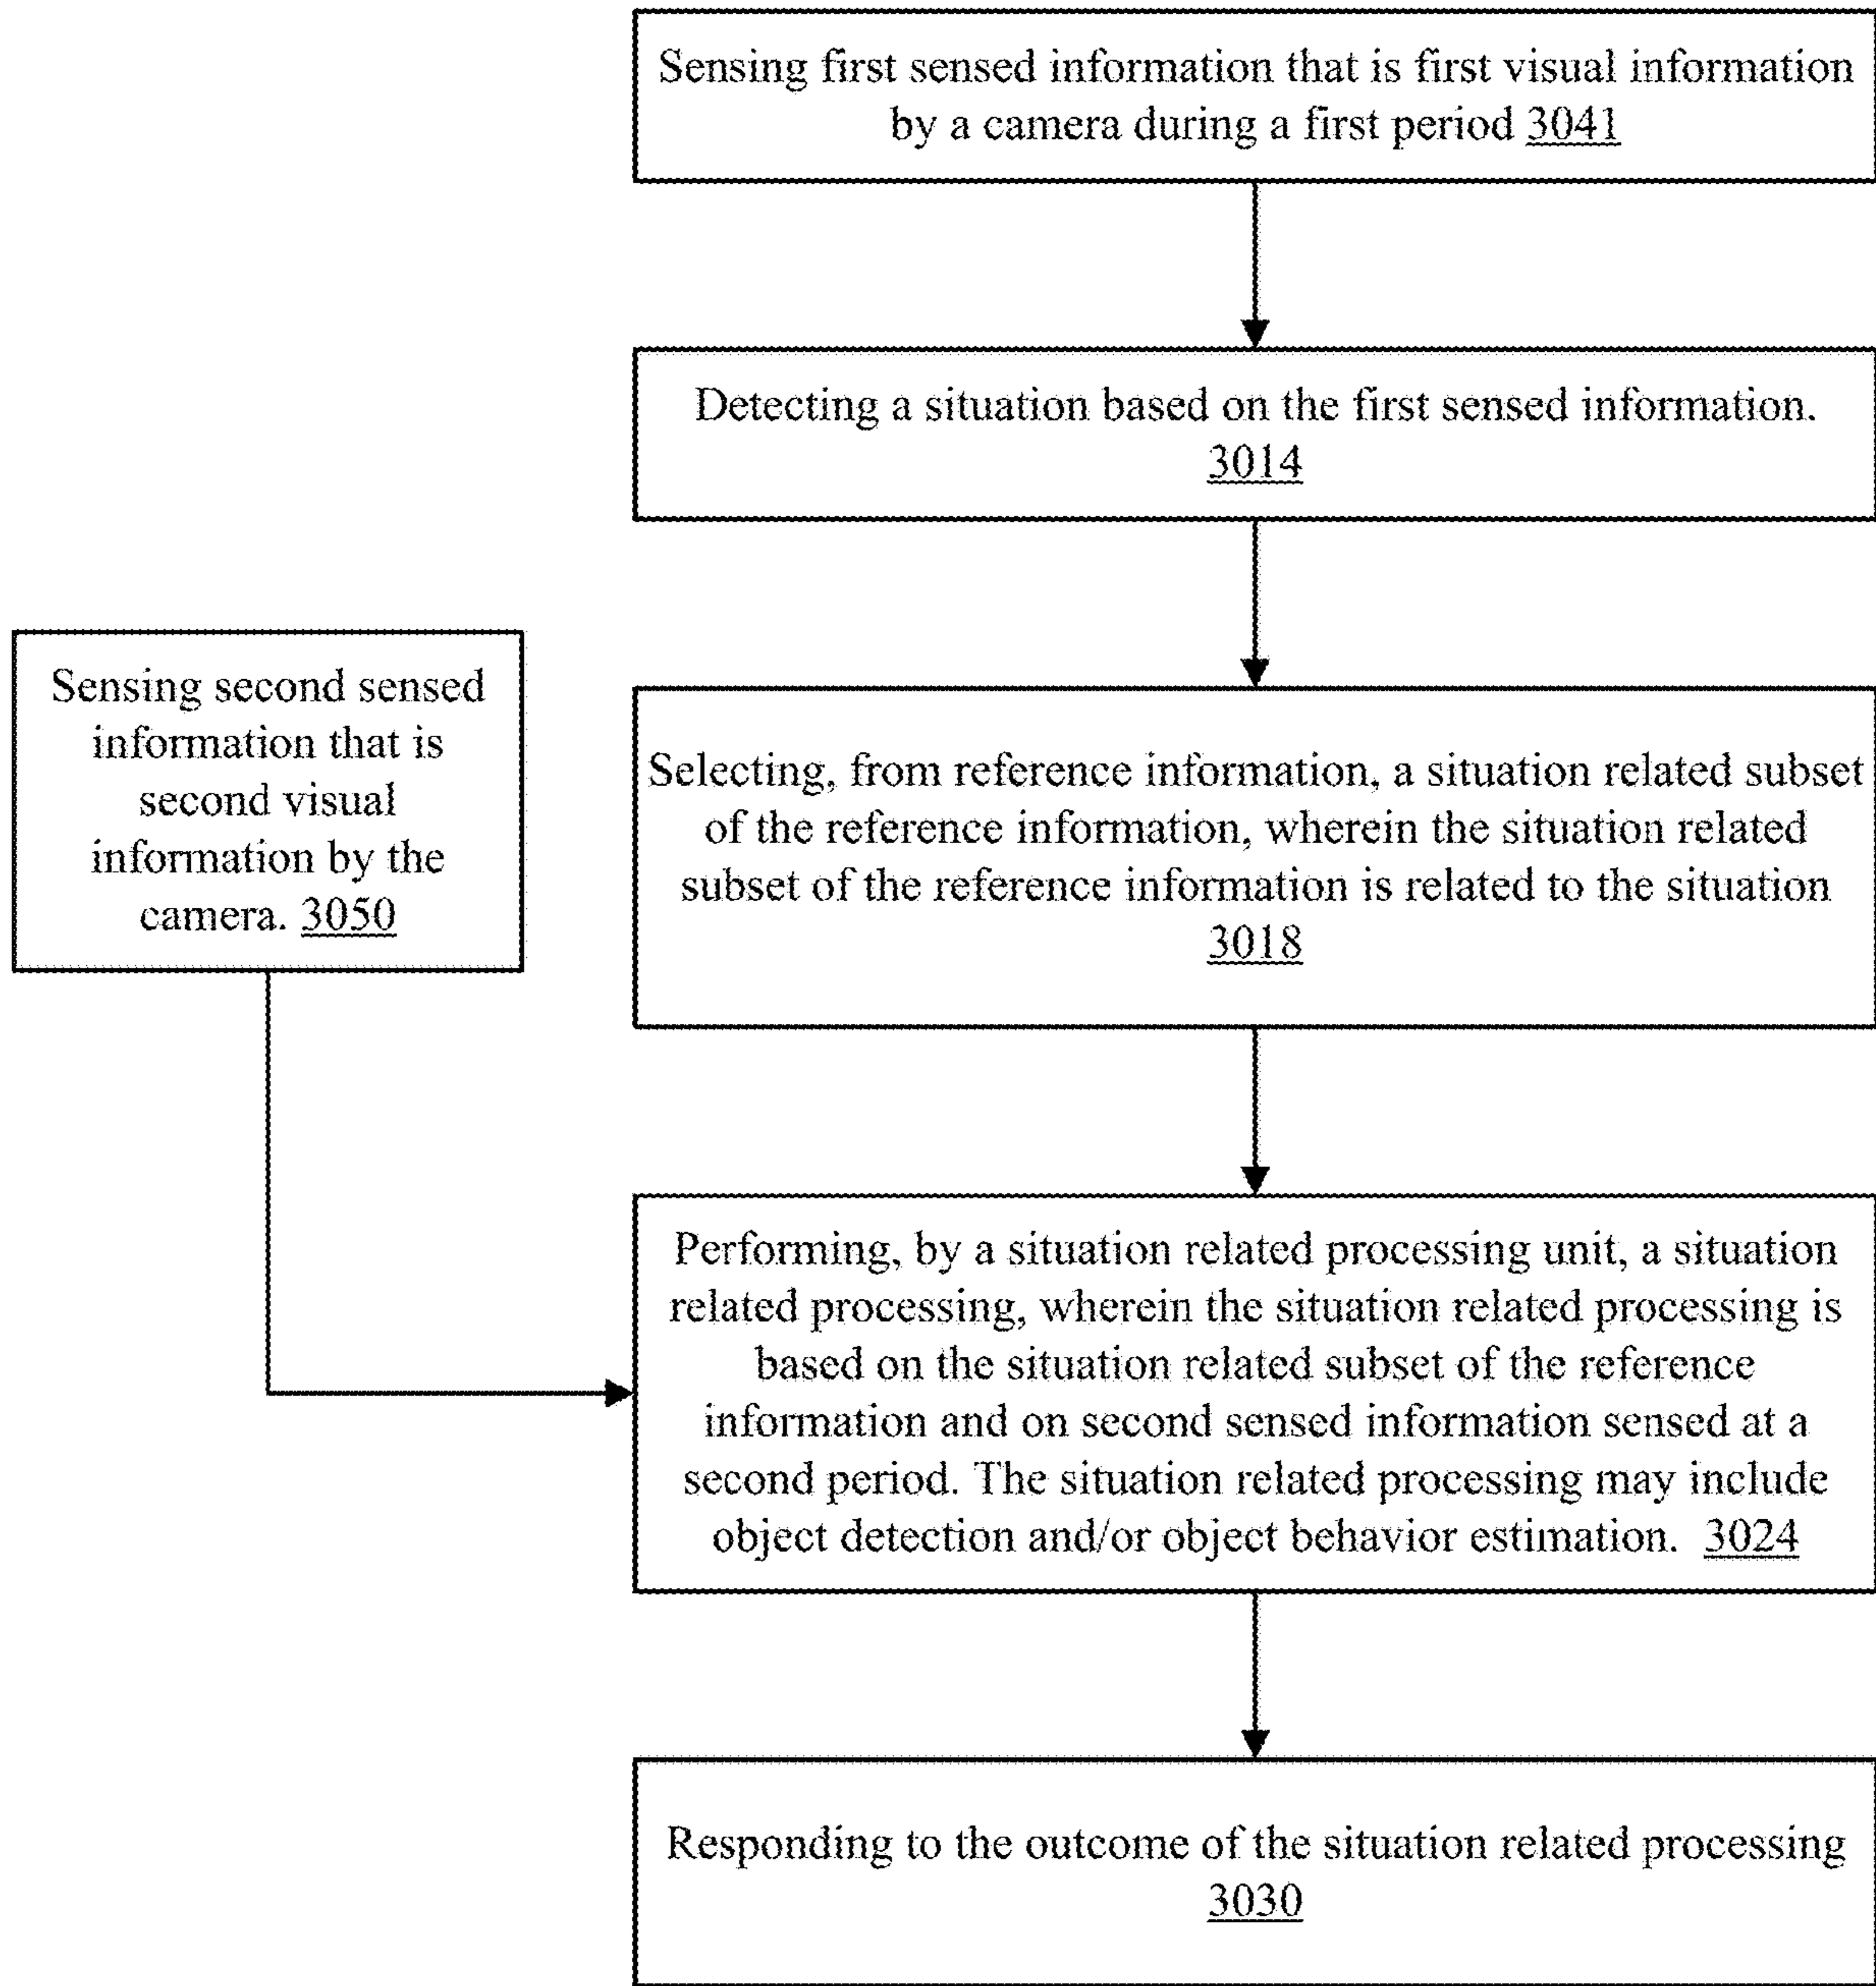 Sensing first sensed information that is first visual information
by a camera during a first period 3041
Detecting a situation based on the first sensed information.
3014
Sensing second sensed
information that is
second visual
information by the
camera. 3050
Selecting, from reference information, a situation related subset
of the reference information, wherein the situation related
subset of the reference information is related to the situation
3018
Performing, by a situation related processing unit, a situation
related processing, wherein the situation related processing is
based on the situation related subset of the reference
information and on second sensed information sensed at a
second period. The situation related processing may include
object detection and/or object behavior estimation. 3024
Responding to the outcome of the situation related processing
3030